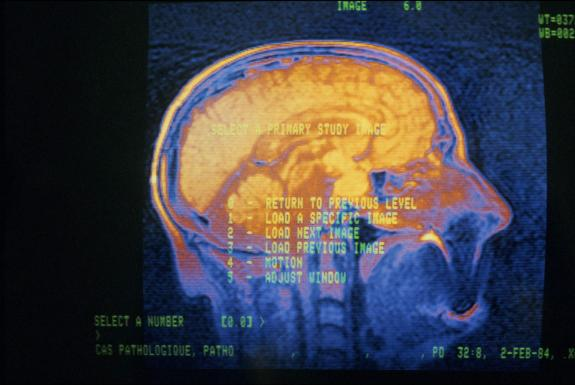 IMAGE 6.0
WT=037
WB=002
SELECT A PRIMARY STUDY IMAGE
0 - RETURN TO PREVIOUS LEVEL
1 - LOAD A SPECIFIC IMAGE
2 - LOAD NEXT IMAGE
3 - LOAD PREVIOUS IMAGE
4 - MOTION
5 - ADJUST WINDOW
SELECT A NUMBER [0.0] >
>
CAS PATHOLOGIQUE, PATHO , , , PO 32:8, 2-FEB-84, .X